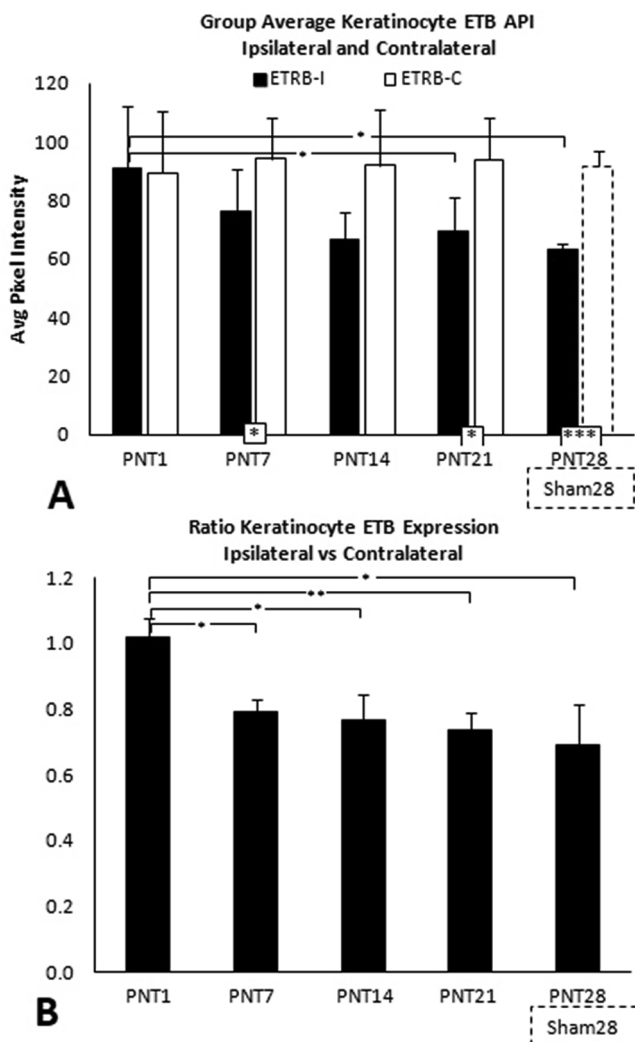 Group Average Keratinocyte ETB API
Ipsilateral and Contralateral
ETRB-I ETRB-C
Avg Pixel Intensity
120
100
80
60
40
20
0
*
*
* * ***
PNT1 PNT7 PNT14 PNT21 PNT28
Sham28
A
Ratio Keratinocyte ETB Expression
Ipsilateral vs Contralateral
1.2
1.0
0.8
0.6
0.4
0.2
0.0
*
**
*
*
PNT1 PNT7 PNT14 PNT21 PNT28
Sham28
B